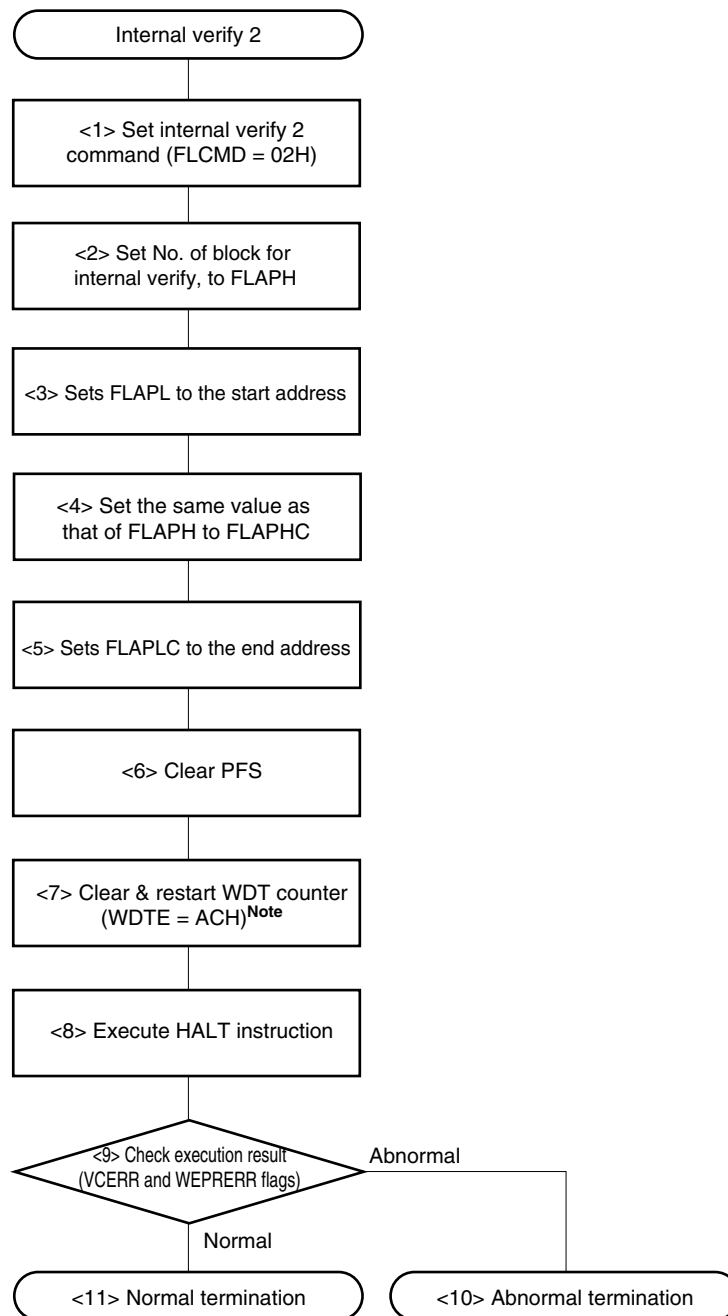 Internal verify 2
<1> Set internal verify 2
command (FLCMD = 02H)
<2> Set No. of block for
internal verify, to FLAPH
<3> Sets FLAPL to the start address
<4> Set the same value as
that of FLAPH to FLAPHC
<5> Sets FLAPLC to the end address
<6> Clear PFS
<7> Clear & restart WDT counter
(WDTE = ACH)Note
<8> Execute HALT instruction
<9> Check execution result
(VCERR and WEPRERR flags)
Abnormal
Normal
<11> Normal termination
<10> Abnormal termination